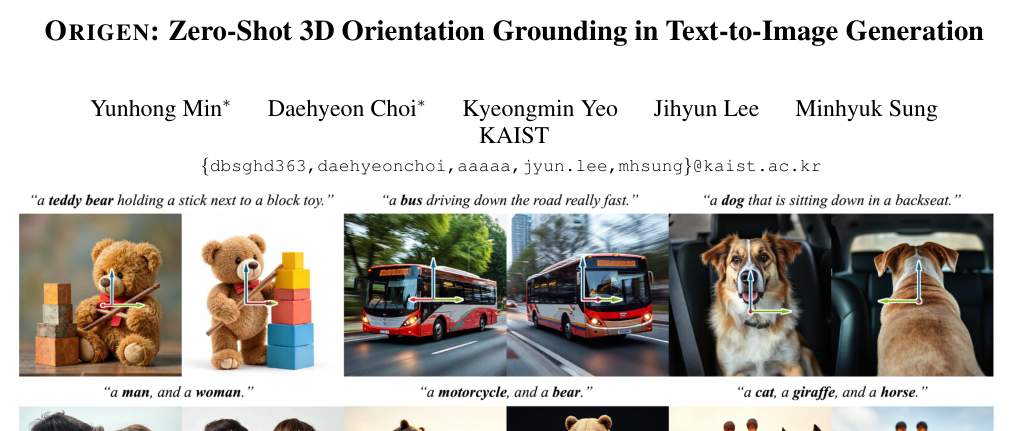 ORIGEN: Zero-Shot 3D Orientation Grounding in Text-to-Image Generation
Yunhong Min* Daehyeon Choi* Kyeongmin Yeo Jihyun Lee Minhyuk Sung
KAIST
{dbsghd363,daehyeonchoi,aaaaa,jyun.lee,mhsung}@kaist.ac.kr
“a teddy bear holding a stick next to a block toy.” “a bus driving down the road really fast.” “a dog that is sitting down in a backseat.”
“a man, and a woman.” “a motorcycle, and a bear.” “a cat, a giraffe, and a horse.”